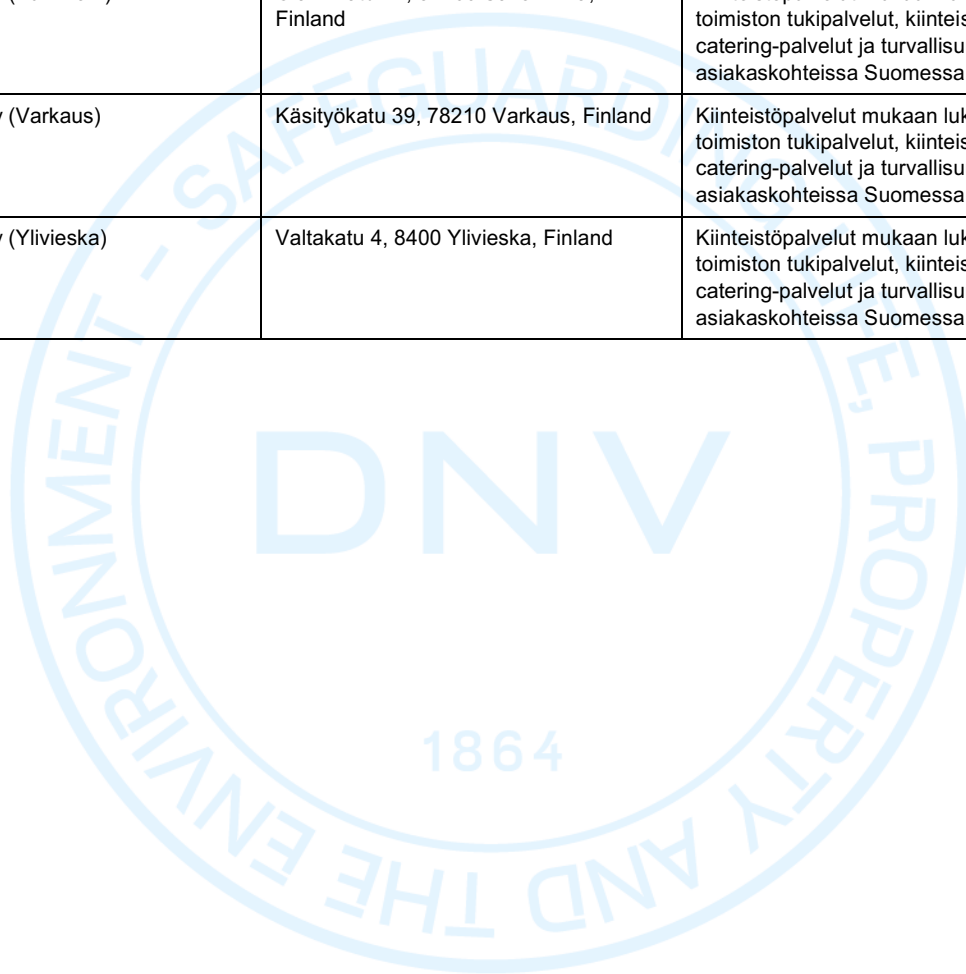 Finland
toimiston tukipalvelut, kiinteis
catering-palvelut ja turvallisu
asiakaskohteissa Suomessa
y (Varkaus)
Käsityökatu 39, 78210 Varkaus, Finland
Kiinteistöpalvelut mukaan luk
toimiston tukipalvelut, kiinteis
catering-palvelut ja turvallisu
asiakaskohteissa Suomessa
y (Ylivieska)
Valtakatu 4, 8400 Ylivieska, Finland
Kiinteistöpalvelut mukaan luk
toimiston tukipalvelut, kiinteis
catering-palvelut ja turvallisu
asiakaskohteissa Suomessa
SAFEGUARDING LIFE, PROPERTY AND THE ENVIRONMENT -
DNV
1864